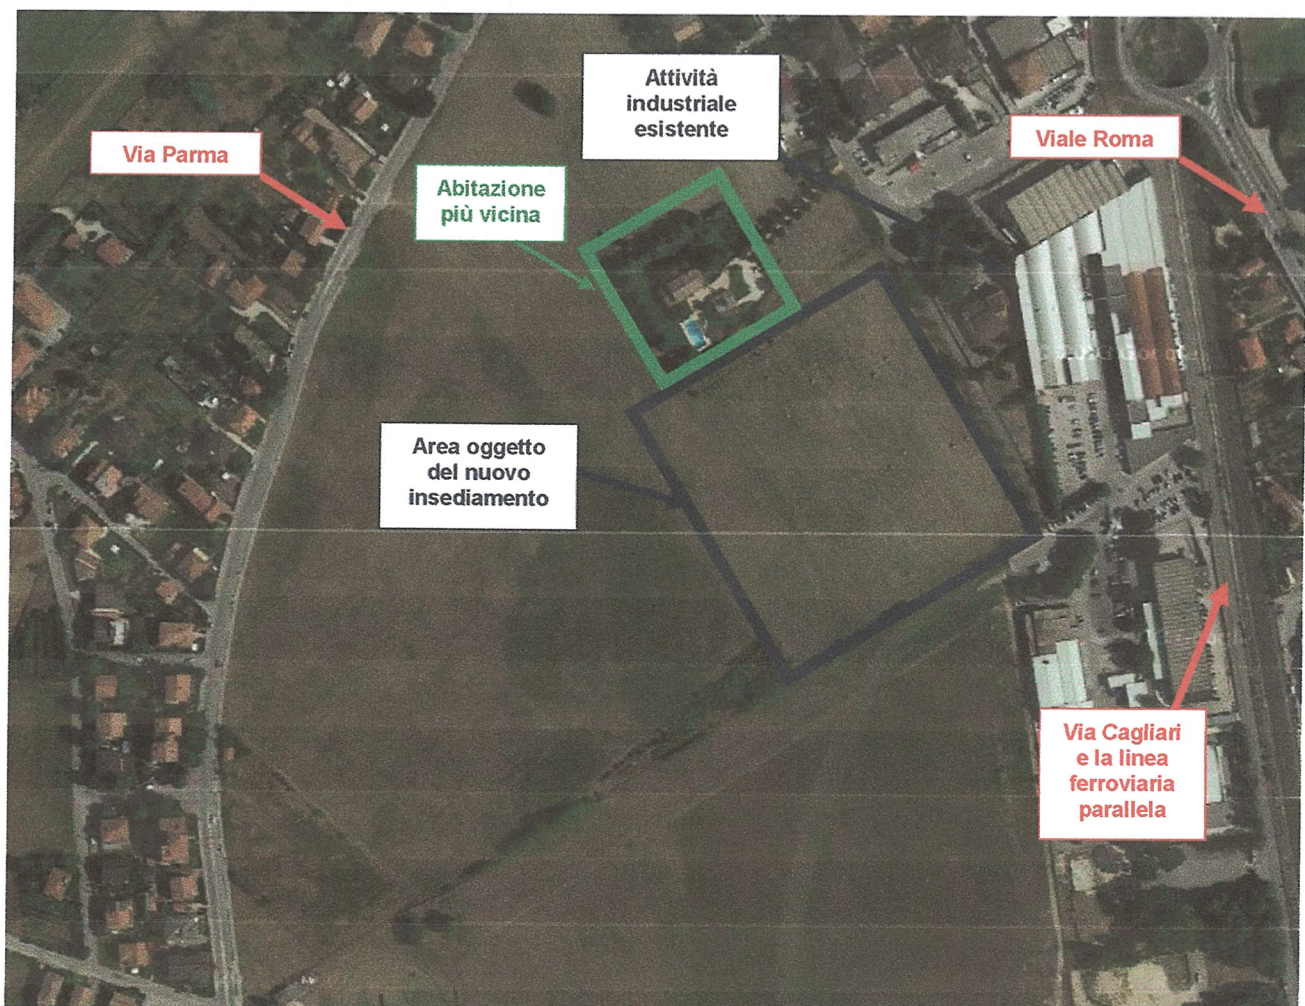 Attività
industriale
esistente
Via Parma
Viale Roma
Abitazione
più vicina
Area oggetto
del nuovo
insediamento
Via Cagliari
e la linea
ferroviaria
parallela